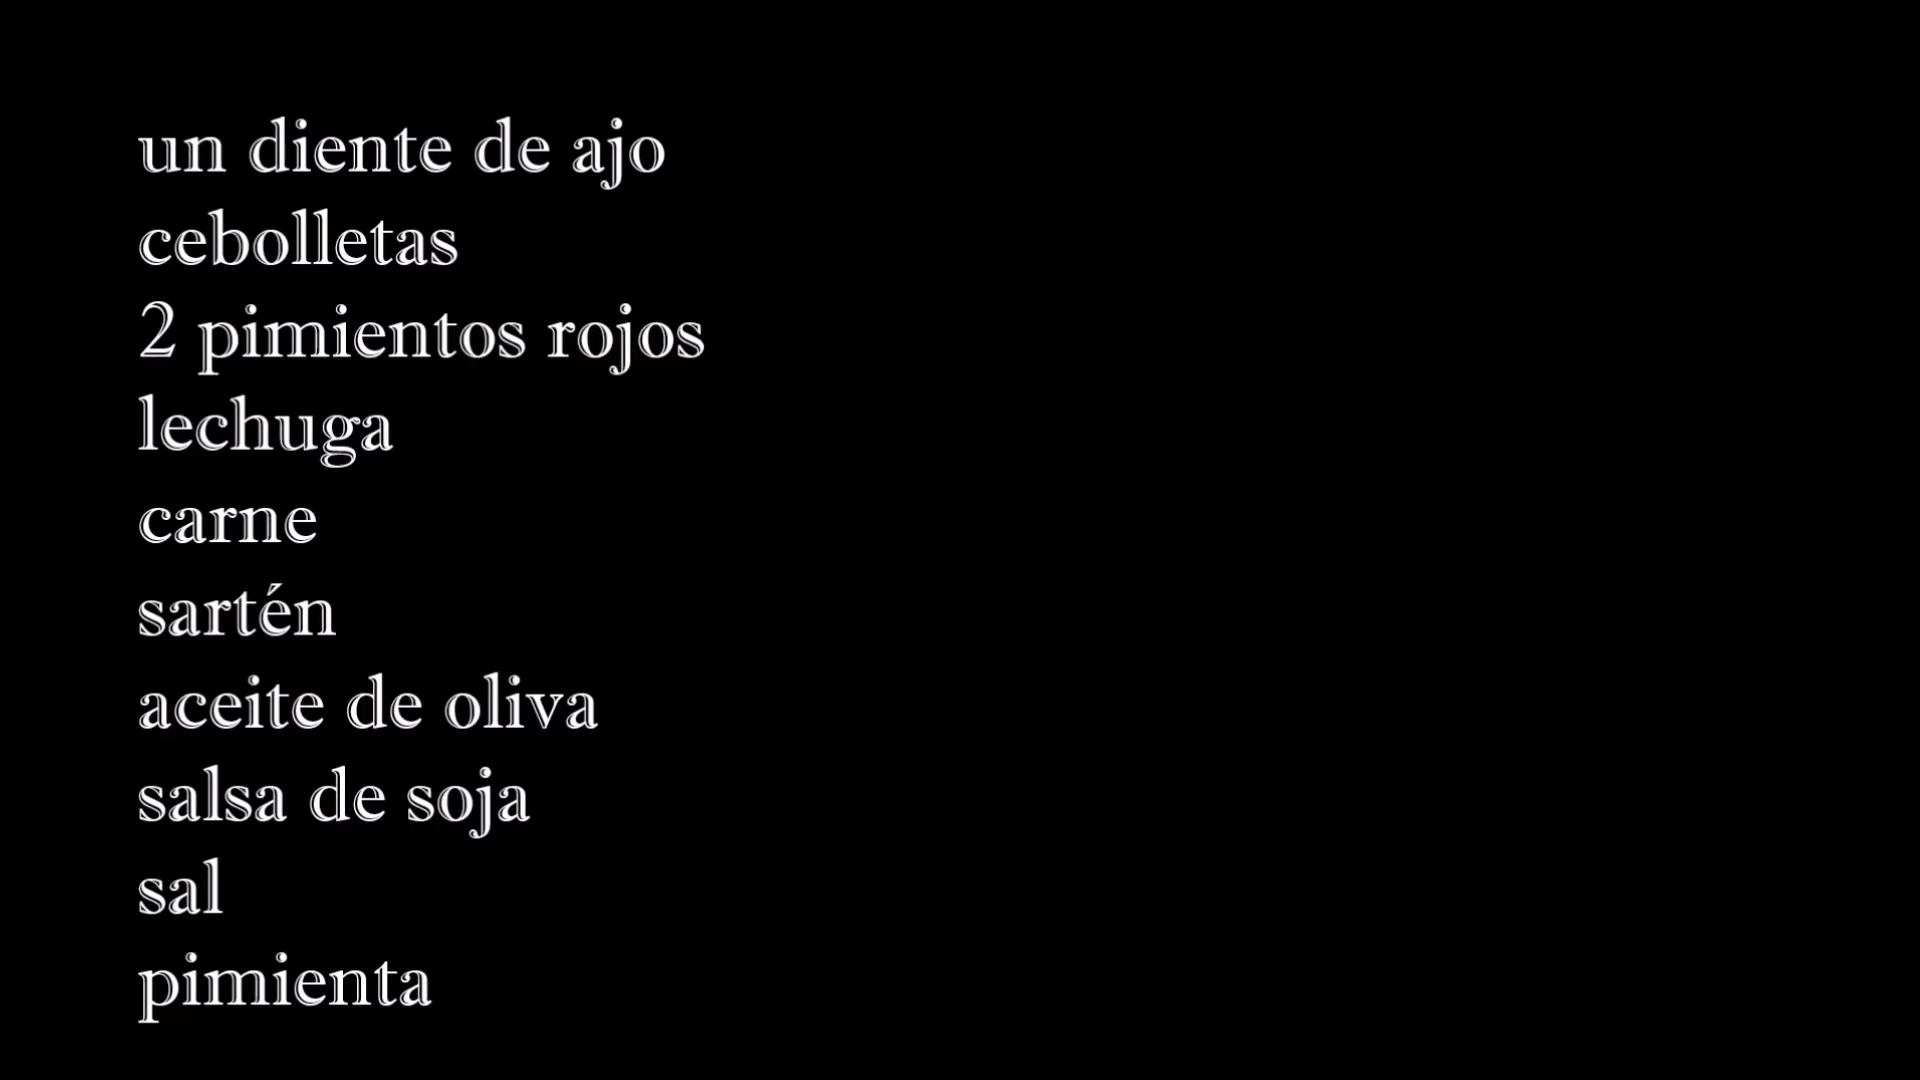 un diente de ajo
cebolletas
2 pimientos rojos
lechuga
carne
sartén
aceite de oliva
salsa de soja
sal
pimienta